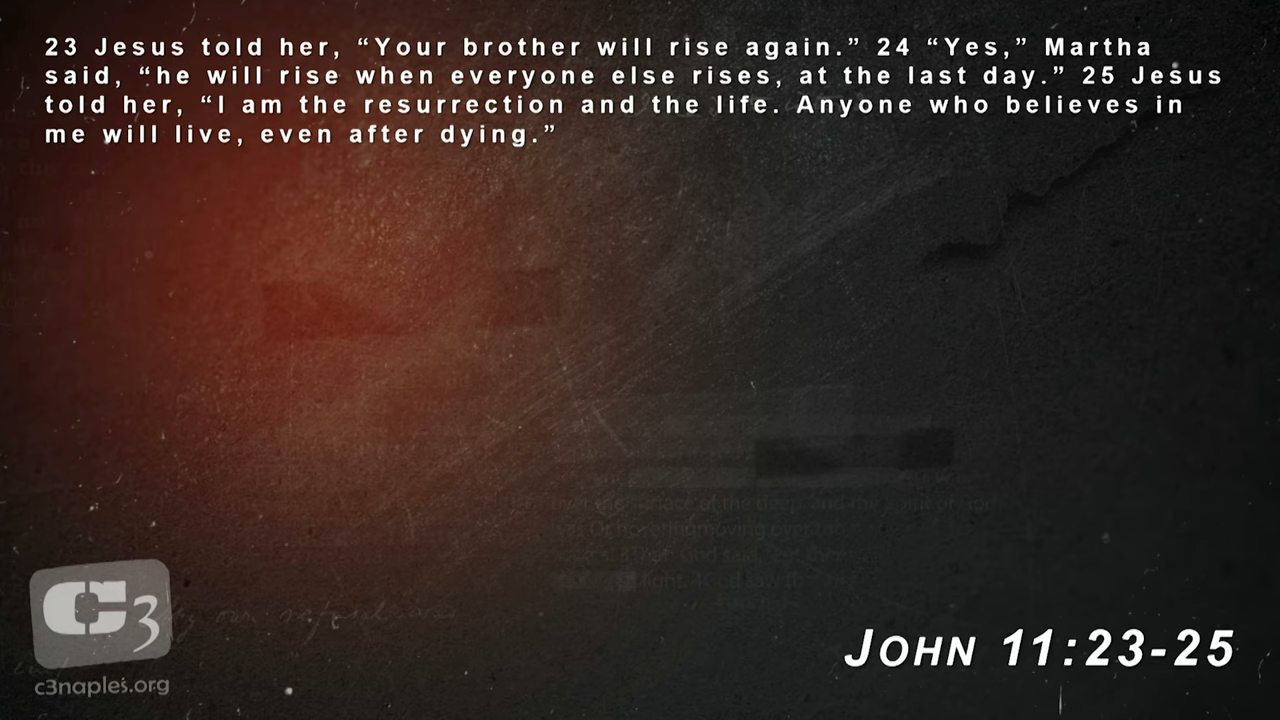 23 Jesus told her, “Your brother will rise again.” 24 “Yes,” Martha
said, “he will rise when everyone else rises, at the last day.” 25 Jesus
told her, “I am the resurrection and the life. Anyone who believes in
me will live, even after dying.”
C3
c3naples.org
JOHN 11:23-25